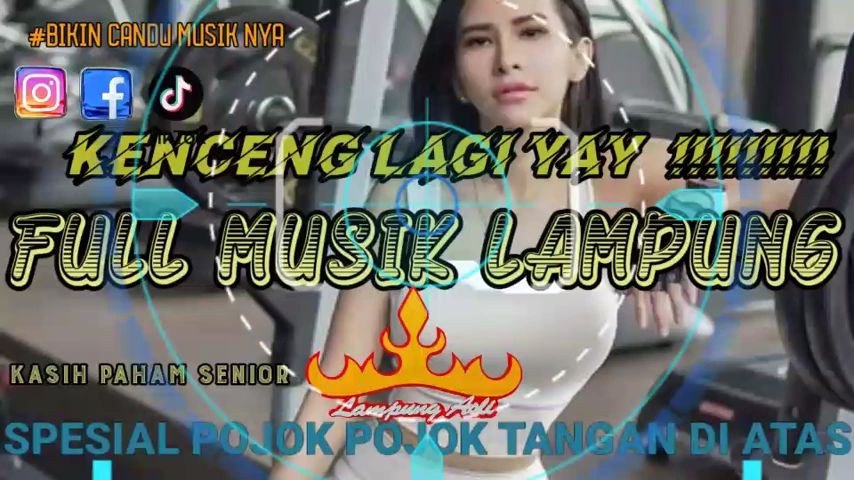 #BIKIN CANDU MUSIK NYA
KENCENG LAGI YAY !!!!!!!!!!
FULL MUSIK LAMPUNG
KASIH PAHAM SENIOR
Lampung Asli
SPESIAL POJOK POJOK TANGAN DI ATAS